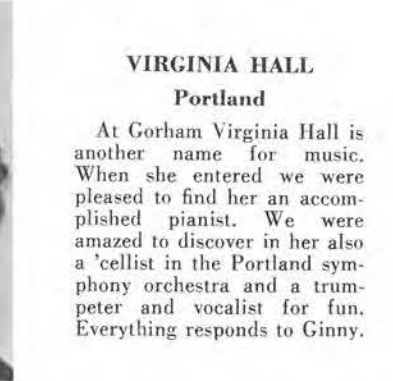 VIRGINIA HALL
Portland
At Gorham Virginia Hall is
another name for music.
When she entered we were
pleased to find her an accom-
plished pianist. We were
amazed to discover in her also
a 'cellist in the Portland sym-
phony orchestra and a trum-
peter and vocalist for fun.
Everything responds to Ginny.